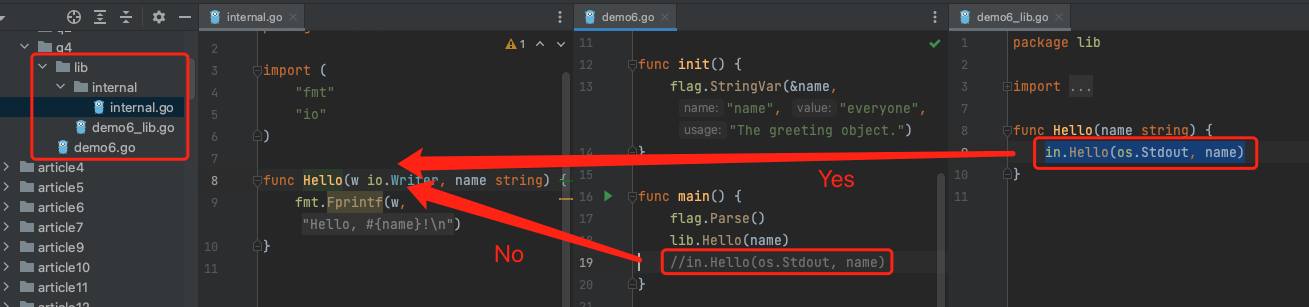 q4
lib
internal
internal.go
demo6_lib.go
demo6.go
article4
article5
article6
article7
article9
article10
article11
article12
internal.go
1
2
3 import (
4 "fmt"
5 "io"
6 )
7
8 func Hello(w io.Writer, name string) {
9 fmt.Fprintf(w,
"Hello, #{name}!\n")
10 }
11
demo6.go
11
12 func init() {
13 flag.StringVar(&name,
name: "name", value: "everyone",
usage: "The greeting object.")
14 }
15
16 func main() {
17 flag.Parse()
18 lib.Hello(name)
19 //in.Hello(os.Stdout, name)
20 }
21
demo6_lib.go
1 package lib
2
3 import ...
7
8 func Hello(name string) {
9 in.Hello(os.Stdout, name)
10 }
11
Yes
No